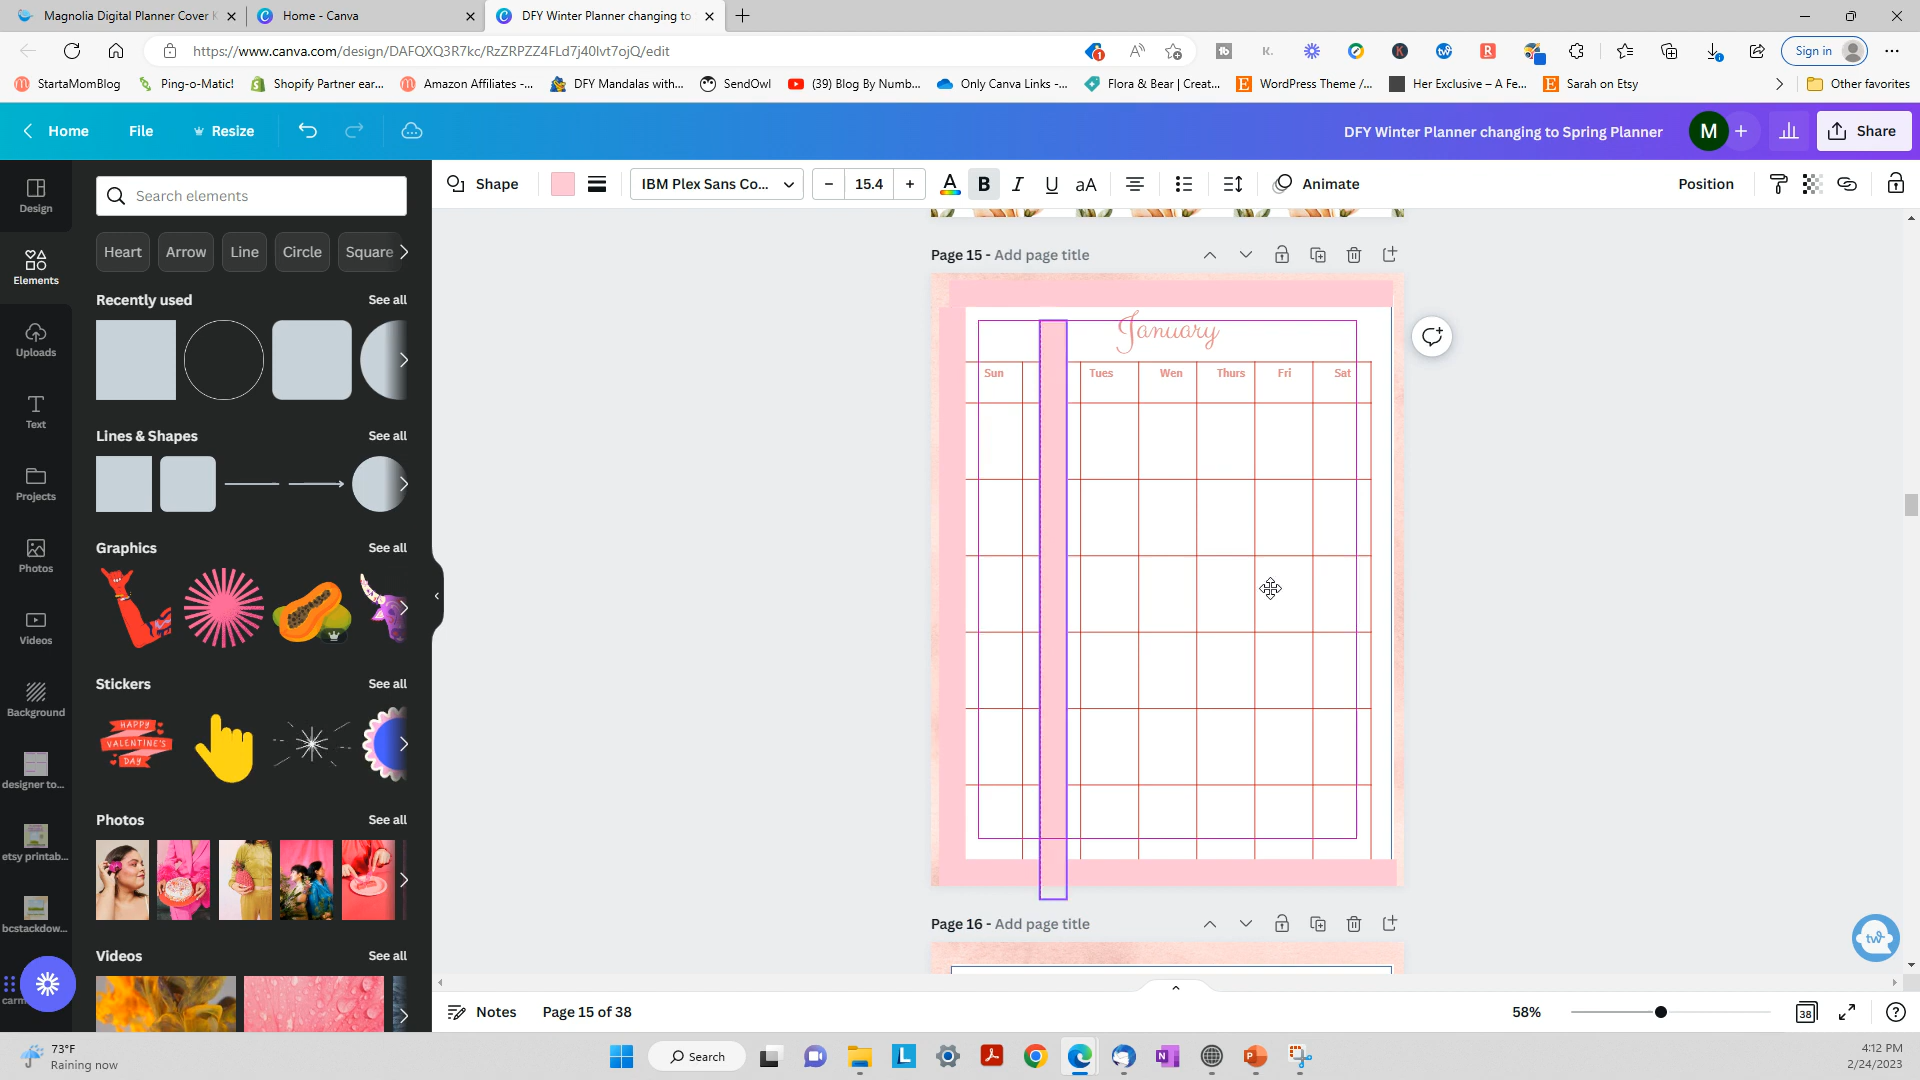 Magnolia Digital Planner Cover
Home - Canva
DFY Winter Planner changing to
https://www.canva.com/design/DAFQXQ3R7kc/RzZRPZZ4FLd7j40lvt7ojQ/edit
Sign in
StartaMomBlog
Ping-o-Matic!
Shopify Partner ear...
Amazon Affiliates -...
DFY Mandalas with...
SendOwl
(39) Blog By Numb...
Only Canva Links -...
Flora & Bear | Creat...
WordPress Theme /...
Her Exclusive – A Fe...
Sarah on Etsy
Other favorites
Home
File
Resize
DFY Winter Planner changing to Spring Planner
M
Share
Design
Elements
Uploads
Text
Projects
Photos
Videos
Background
designer to...
etsy printab...
bcstackdow...
Search elements
Heart
Arrow
Line
Circle
Square
Recently used
See all
Lines & Shapes
See all
Graphics
See all
Stickers
See all
HAPPY
VALENTINE'S
DAY
Photos
See all
Videos
See all
Shape
IBM Plex Sans Co...
15.4
A
B
I
U
aA
Animate
Position
Page 15 - Add page title
January
Sun
Tues
Wen
Thurs
Fri
Sat
Page 16 - Add page title
Notes
Page 15 of 38
58%
38
73°F
Raining now
Search
4:12 PM
2/24/2023